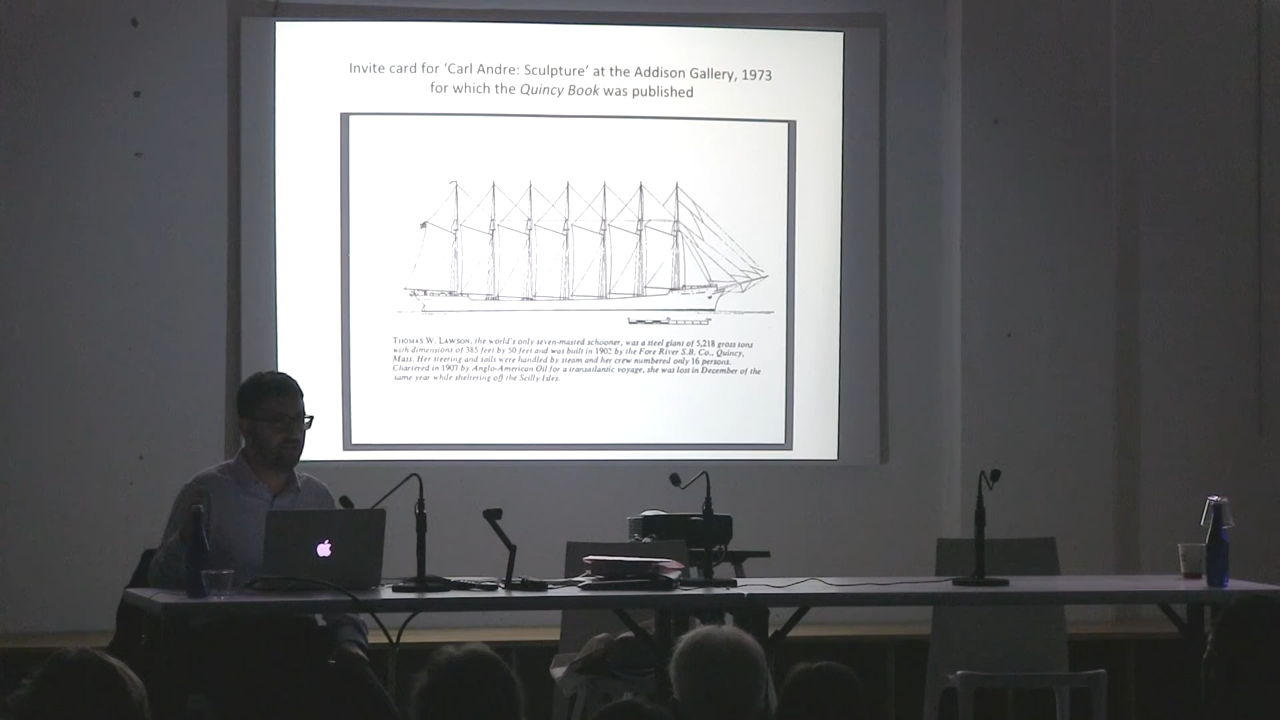 Invite card for ‘Carl Andre: Sculpture’ at the Addison Gallery, 1973
for which the Quincy Book was published
THOMAS W. LAWSON, the world's only seven-masted schooner, was a steel giant of 5,218 gross tons
with dimensions of 385 feet by 50 feet and was built in 1902 by the Fore River S.B. Co., Quincy,
Mass. Her steering and sails were handled by steam and her crew numbered only 16 persons.
Chartered in 1907 by Anglo-American Oil for a transatlantic voyage, she was lost in December of the
same year while sheltering off the Scilly Isles.